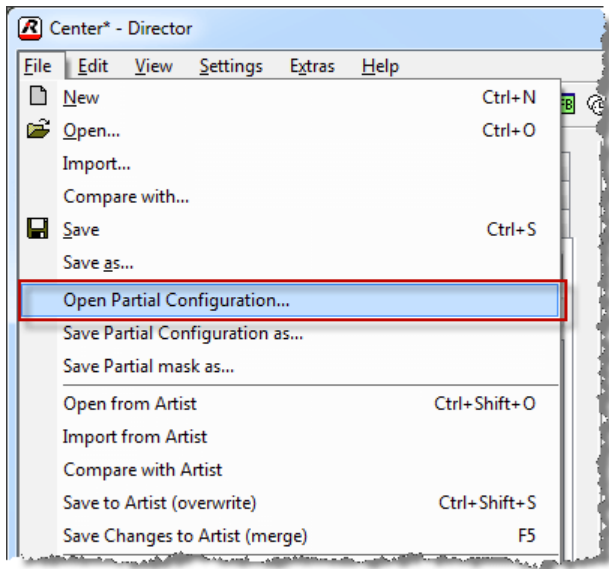 R Center* - Director
File Edit View Settings Extras Help
New Ctrl+N
FB
Open... Ctrl+O
Import...
Compare with...
Save Ctrl+S
Save as...
Open Partial Configuration...
Save Partial Configuration as...
Save Partial mask as...
Open from Artist Ctrl+Shift+O
Import from Artist
Compare with Artist
Save to Artist (overwrite) Ctrl+Shift+S
Save Changes to Artist (merge) F5